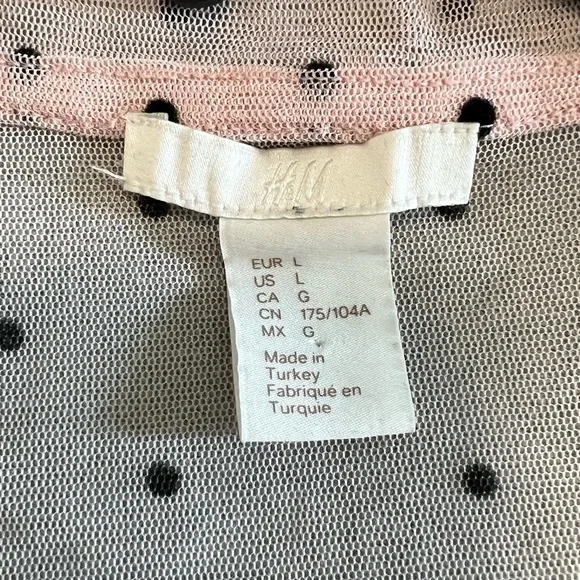 H&M
EUR L
US L
CA G
CN 175/104A
MX G
Made in
Turkey
Fabriqué en
Turquie